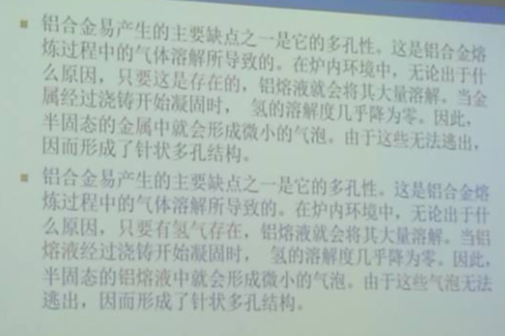 铝合金易产生的主要缺点之一是它的多孔性。这是铝合金熔
炼过程中的气体溶解所导致的。在炉内环境中，无论出于什
么原因，只要这是存在的，铝熔液就会将其大量溶解。当金
属经过浇铸开始凝固时， 氢的溶解度几乎降为零。因此，
半固态的金属中就会形成微小的气泡。由于这些无法逃出，
因而形成了针状多孔结构。
铝合金易产生的主要缺点之一是它的多孔性。这是铝合金熔
炼过程中的气体溶解所导致的。在炉内环境中，无论出于什
么原因，只要有氢气存在，铝熔液就会将其大量溶解。当铝
熔液经过浇铸开始凝固时， 氢的溶解度几乎降为零。因此，
半固态的铝熔液中就会形成微小的气泡。由于这些气泡无法
逃出，因而形成了针状多孔结构。